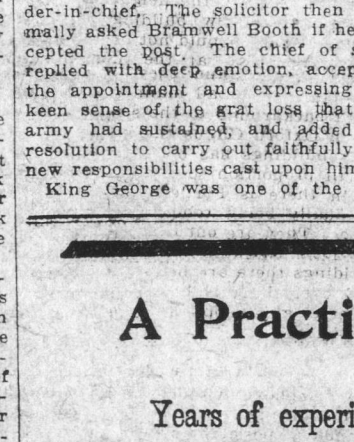 der-in-chief. The solicitor then
mally asked Bramwell Booth if he
cepted the post. The chief of s
replied with deep emotion, accep
the appointment and expressing
keen sense of the grat loss that
army had sustained, and added
resolution to carry out faithfully
new responsibilities cast upon him
King George was one of the
A Practi
Years of experi